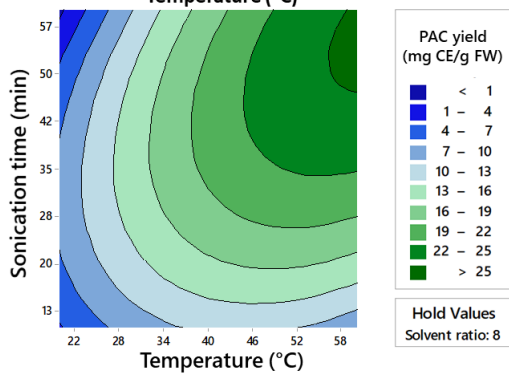 Temperature (°C)
57
50
42
35
28
20
13
Sonication time (min)
22 28 34 40 46 52 58
Temperature (°C)
PAC yield
(mg CE/g FW)
< 1
1 – 4
4 – 7
7 – 10
10 – 13
13 – 16
16 – 19
19 – 22
22 – 25
> 25
Hold Values
Solvent ratio: 8